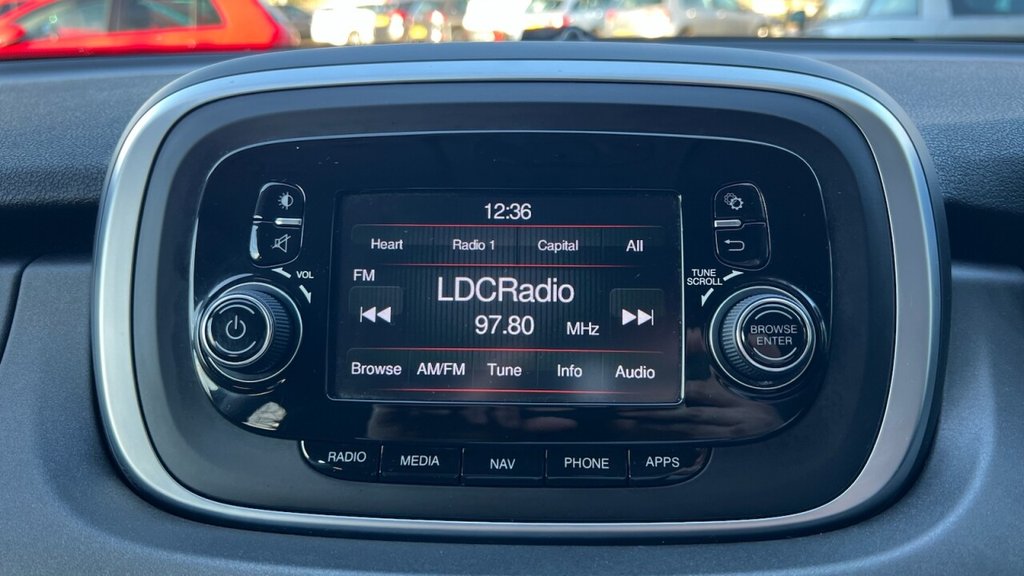 12:36
Heart Radio 1 Capital All
FM
LDCRadio
97.80 MHz
Browse AM/FM Tune Info Audio
VOL
TUNE
SCROLL
BROWSE
ENTER
RADIO MEDIA NAV PHONE APPS